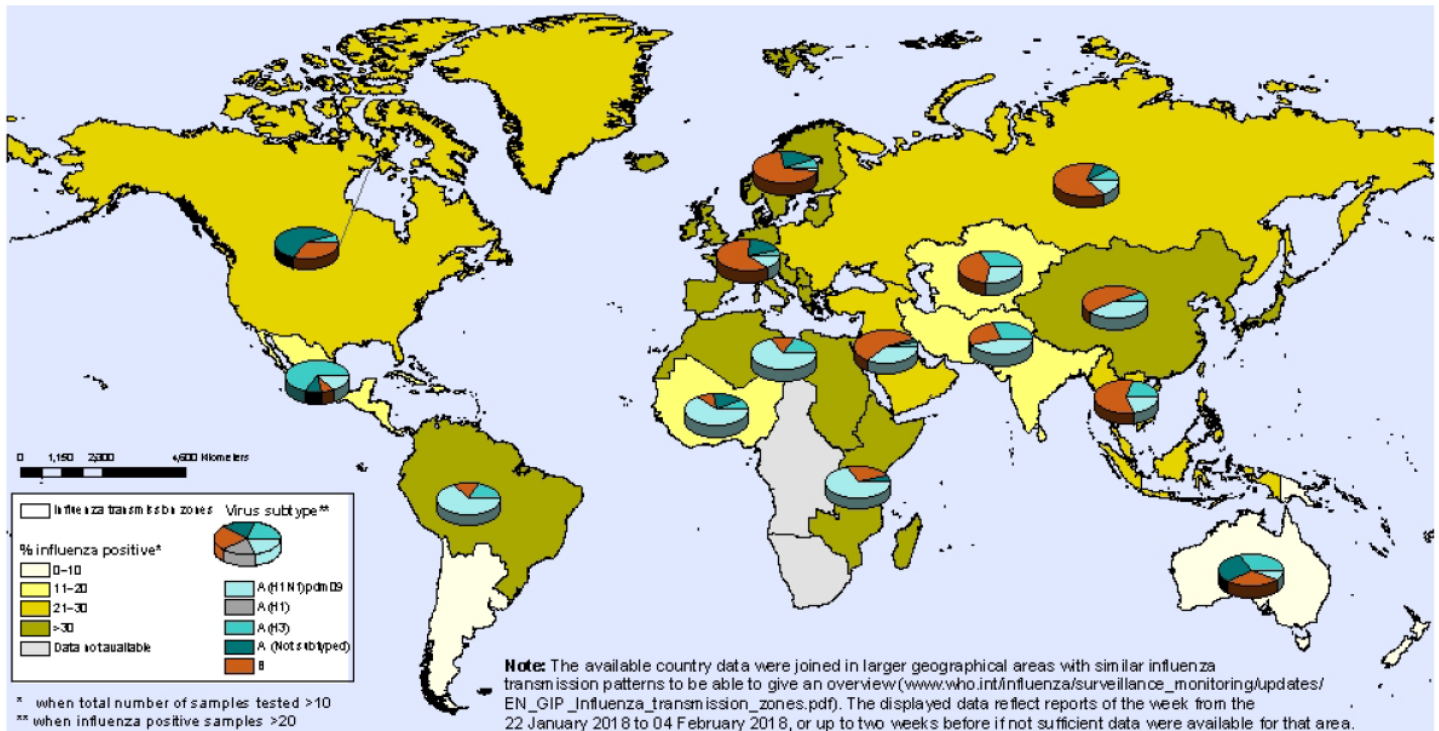 0 1,150 2,300 4,600 Kilometers
Influenza transmission zones
Virus subtype**
% influenza positive*
0–10
11–20
21–30
>30
Data not available
A(H1N1)pdm09
A(H1)
A(H3)
A (Not subtyped)
B
* when total number of samples tested >10
** when influenza positive samples >20
Note: The available country data were joined in larger geographical areas with similar influenza
transmission patterns to be able to give an overview (www.who.int/influenza/surveillance_monitoring/updates/
EN_GIP_Influenza_transmission_zones.pdf). The displayed data reflect reports of the week from the
22 January 2018 to 04 February 2018, or up to two weeks before if not sufficient data were available for that area.